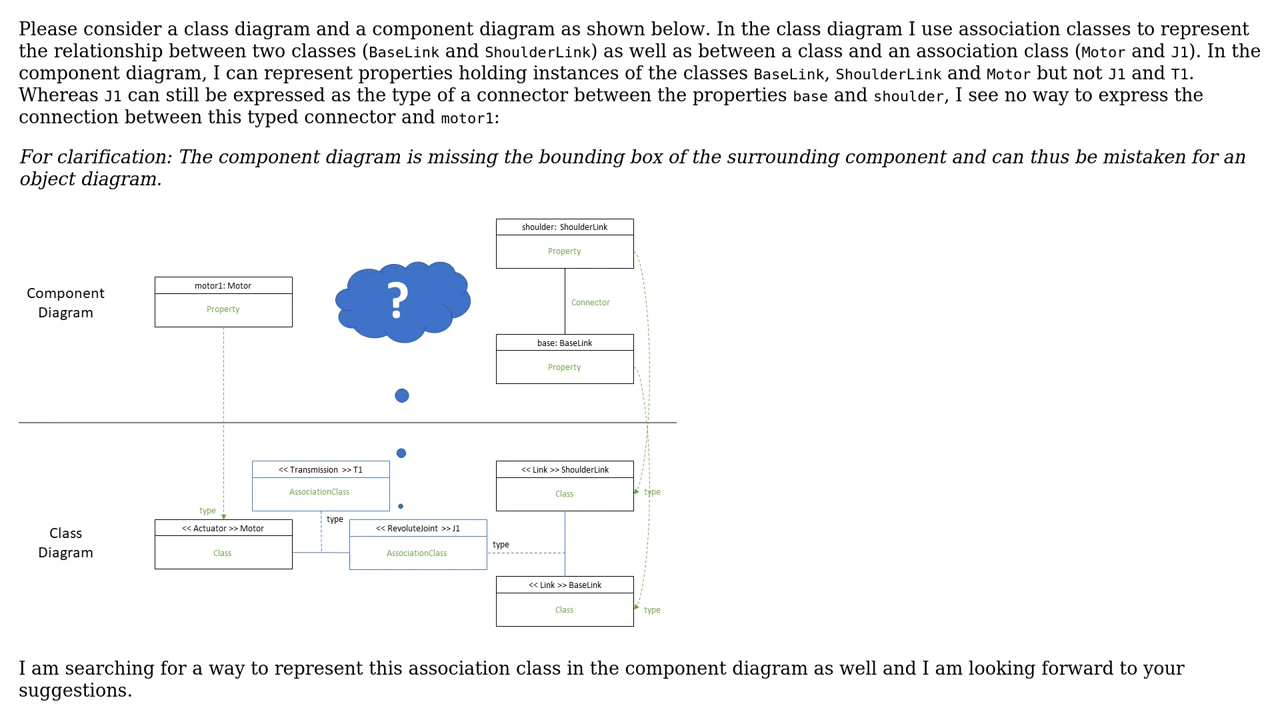 Please consider a class diagram and a component diagram as shown below. In the class diagram I use association classes to represent
the relationship between two classes (BaseLink and ShoulderLink) as well as between a class and an association class (Motor and J1). In the
component diagram, I can represent properties holding instances of the classes BaseLink, ShoulderLink and Motor but not J1 and T1.
Whereas J1 can still be expressed as the type of a connector between the properties base and shoulder, I see no way to express the
connection between this typed connector and motor1:
For clarification: The component diagram is missing the bounding box of the surrounding component and can thus be mistaken for an
object diagram.
shoulder: ShoulderLink
Property
Component
Diagram
motor1: Motor
Property
?
Connector
base: BaseLink
Property
type
<< Transmission >> T1
AssociationClass
type
<< Link >> ShoulderLink
Class
type
Class
Diagram
<< Actuator >> Motor
Class
<< RevoluteJoint >> J1
AssociationClass
type
<< Link >> BaseLink
Class
type
I am searching for a way to represent this association class in the component diagram as well and I am looking forward to your
suggestions.